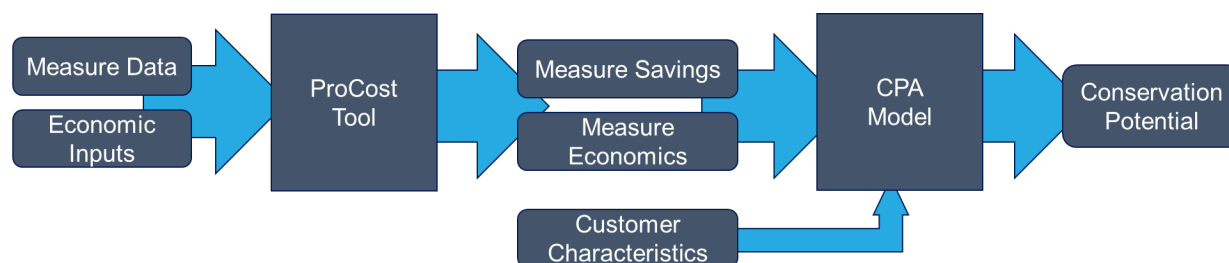 Measure Data
Economic
Inputs
ProCost
Tool
Measure Savings
Measure
Economics
Customer
Characteristics
CPA
Model
Conservation
Potential